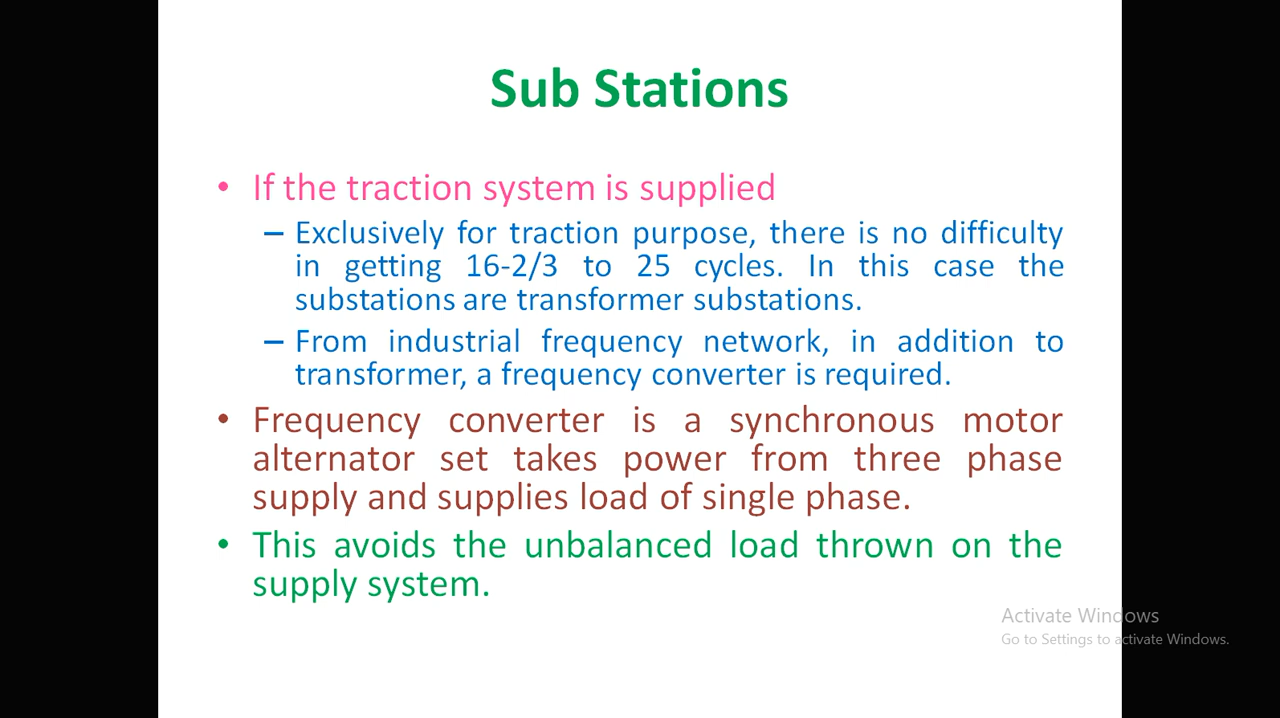 Sub Stations
• If the traction system is supplied
– Exclusively for traction purpose, there is no difficulty
in getting 16-2/3 to 25 cycles. In this case the
substations are transformer substations.
– From industrial frequency network, in addition to
transformer, a frequency converter is required.
• Frequency converter is a synchronous motor
alternator set takes power from three phase
supply and supplies load of single phase.
• This avoids the unbalanced load thrown on the
supply system.
Activate Windows
Go to Settings to activate Windows.